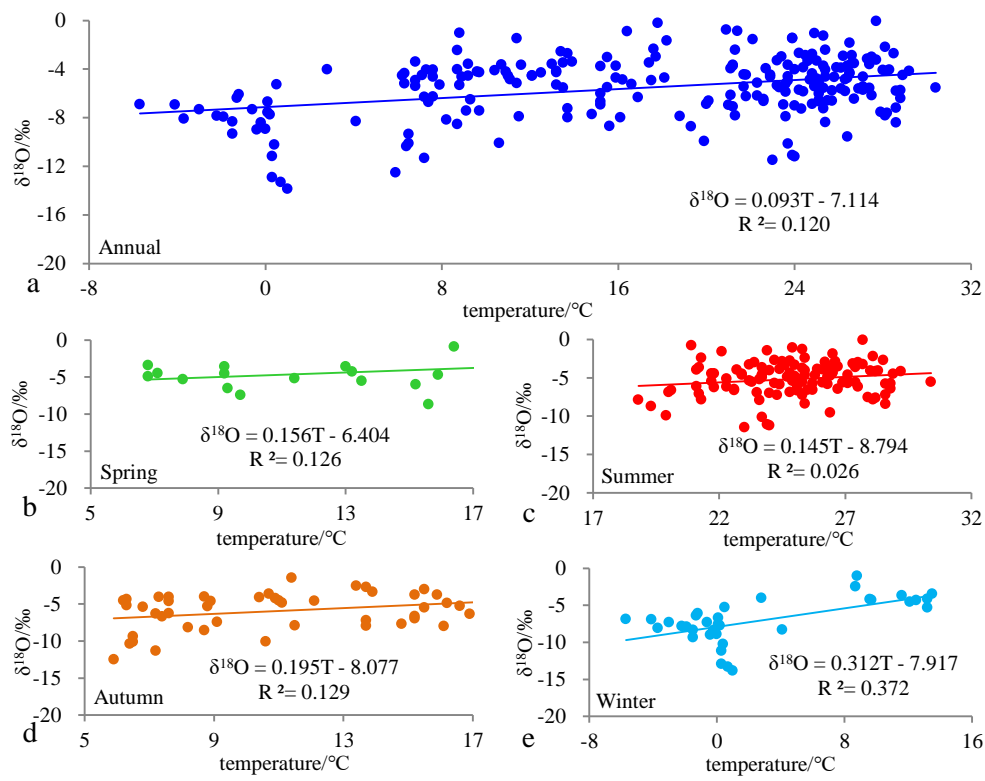 0
-4
-8
-12
-16
-20
δ¹⁸O/‰
δ¹⁸O = 0.093T - 7.114
R ²= 0.120
Annual
a
-8 0 8 16 24 32
temperature/°C
0
-5
-10
-15
-20
δ¹⁸O/‰
δ¹⁸O = 0.156T - 6.404
R ²= 0.126
Spring
b
5 9 13 17
temperature/°C
0
-5
-10
-15
-20
δ¹⁸O/‰
δ¹⁸O = 0.145T - 8.794
R ²= 0.026
Summer
c
17 22 27 32
temperature/°C
0
-5
-10
-15
-20
δ¹⁸O/‰
δ¹⁸O = 0.195T - 8.077
R ²= 0.129
Autumn
d
5 9 13 17
temperature/°C
0
-5
-10
-15
-20
δ¹⁸O/‰
δ¹⁸O = 0.312T - 7.917
R ²= 0.372
Winter
e
-8 0 8 16
temperature/°C